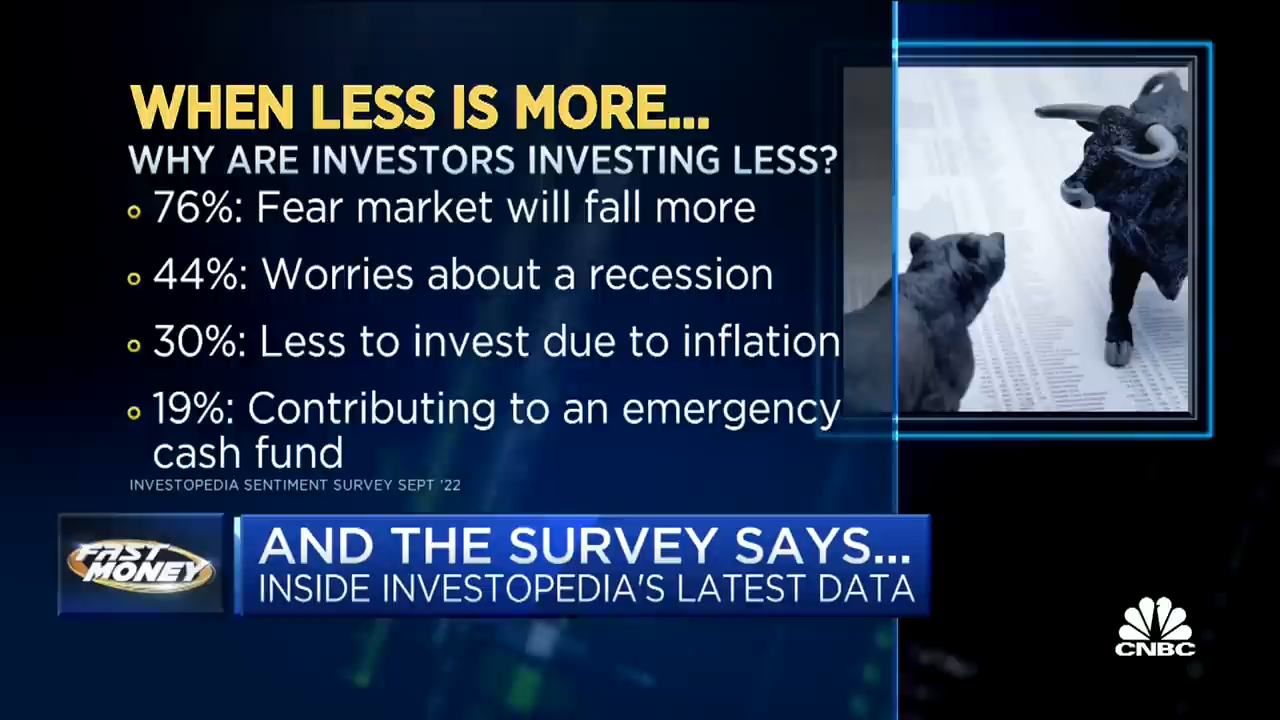 WHEN LESS IS MORE...
WHY ARE INVESTORS INVESTING LESS?
76%: Fear market will fall more
44%: Worries about a recession
30%: Less to invest due to inflation
19%: Contributing to an emergency
cash fund
INVESTOPEDIA SENTIMENT SURVEY SEPT '22
FAST
MONEY
AND THE SURVEY SAYS...
INSIDE INVESTOPEDIA'S LATEST DATA
CNBC